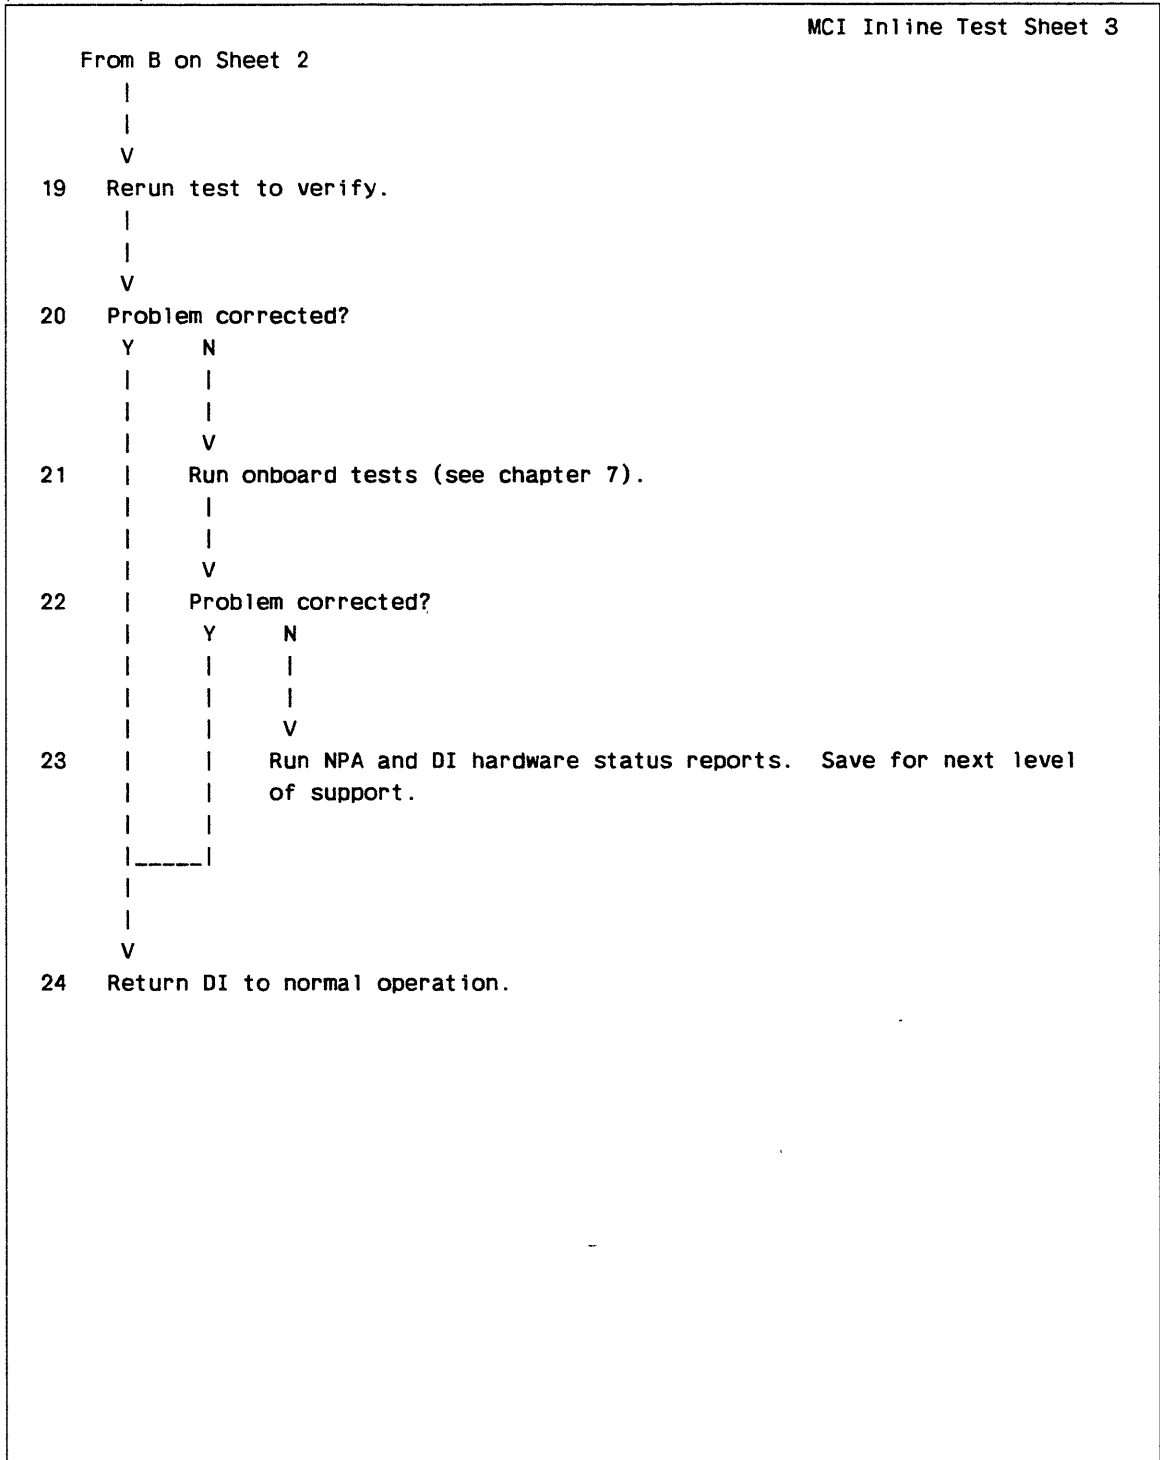 MCI Inline Test Sheet 3
From B on Sheet 2
|
|
V
19 Rerun test to verify.
|
|
V
20 Problem corrected?
Y N
| |
| |
| V
21 | Run onboard tests (see chapter 7).
| |
| |
| V
22 | Problem corrected?
| Y N
| | |
| | |
| | V
23 | | Run NPA and DI hardware status reports. Save for next level
| | of support.
| |
|_____|
|
|
V
24 Return DI to normal operation.